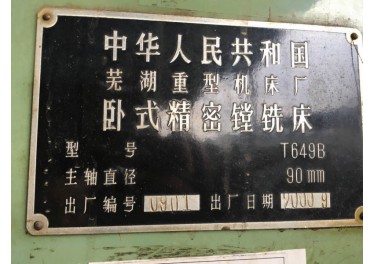 中华人民共和国
芜湖重型机床厂
卧式精密镗铣床
型号 T649B
主轴直径 90mm
出厂编号 出厂日期